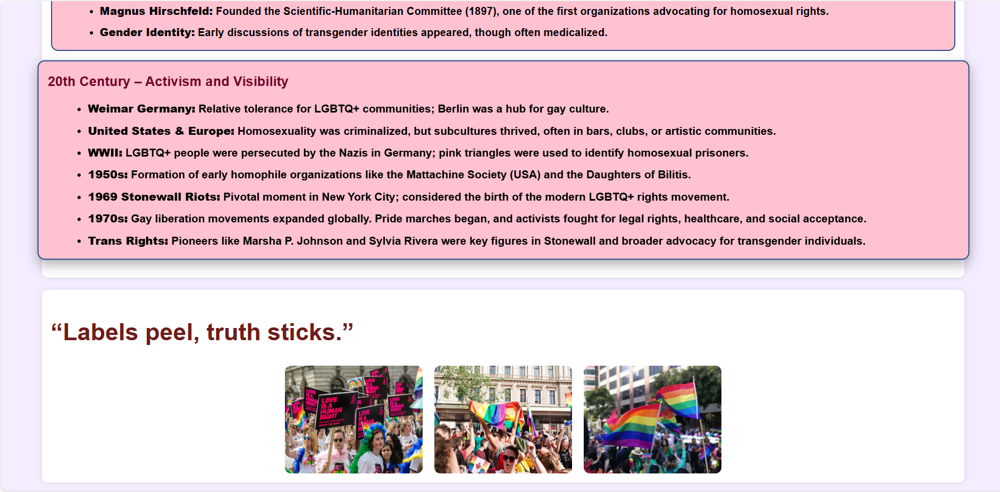 Magnus Hirschfeld: Founded the Scientific-Humanitarian Committee (1897), one of the first organizations advocating for homosexual rights.
Gender Identity: Early discussions of transgender identities appeared, though often medicalized.
20th Century – Activism and Visibility
Weimar Germany: Relative tolerance for LGBTQ+ communities; Berlin was a hub for gay culture.
United States & Europe: Homosexuality was criminalized, but subcultures thrived, often in bars, clubs, or artistic communities.
WWII: LGBTQ+ people were persecuted by the Nazis in Germany; pink triangles were used to identify homosexual prisoners.
1950s: Formation of early homophile organizations like the Mattachine Society (USA) and the Daughters of Bilitis.
1969 Stonewall Riots: Pivotal moment in New York City; considered the birth of the modern LGBTQ+ rights movement.
1970s: Gay liberation movements expanded globally. Pride marches began, and activists fought for legal rights, healthcare, and social acceptance.
Trans Rights: Pioneers like Marsha P. Johnson and Sylvia Rivera were key figures in Stonewall and broader advocacy for transgender individuals.
“Labels peel, truth sticks.”
LOVE
IS A
HUMAN
RIGHT
Amnesty International